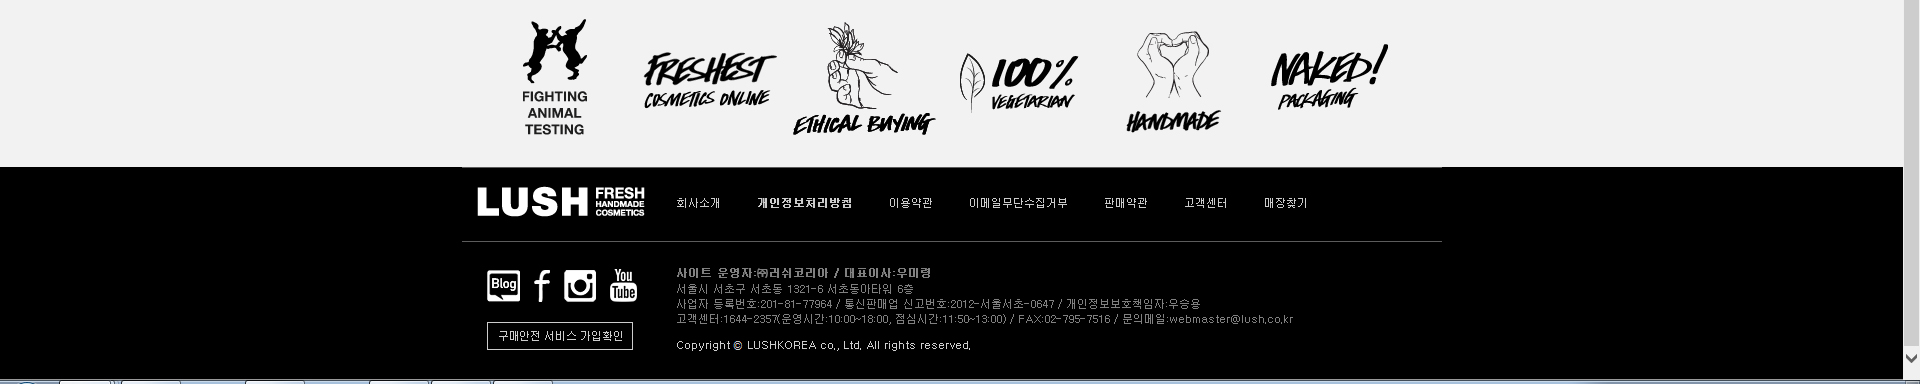 FIGHTING
ANIMAL
TESTING
FRESHEST
COSMETICS ONLINE
ETHICAL BUYING
100%
VEGETARIAN
HANDMADE
NAKED!
PACKAGING
LUSH FRESH
HANDMADE
COSMETICS
회사소개 개인정보처리방침 이용약관 이메일무단수집거부 판매약관 고객센터 매장찾기
Blog f You
Tube
구매안전 서비스 가입확인
사이트 운영자:㈜러쉬코리아 / 대표이사:우미령
서울시 서초구 서초동 1321-6 서초동아타워 6층
사업자 등록번호:201-81-77964 / 통신판매업 신고번호:2012-서울서초-0647 / 개인정보보호책임자:우승용
고객센터:1644-2357(운영시간:10:00~18:00, 점심시간:11:50~13:00) / FAX:02-795-7516 / 문의메일:webmaster@lush.co.kr
Copyright © LUSHKOREA co., Ltd. All rights reserved.